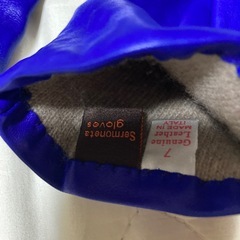 Sermoneta
gloves
Genuine
Leather
MADE IN
ITALY
7